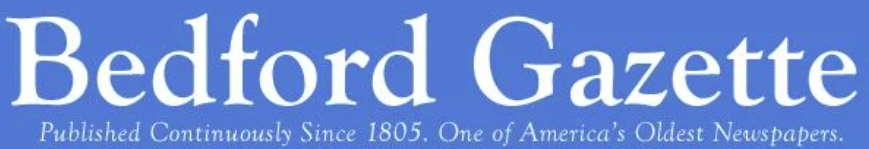 Bedford Gazette
Published Continuously Since 1805. One of America's Oldest Newspapers.